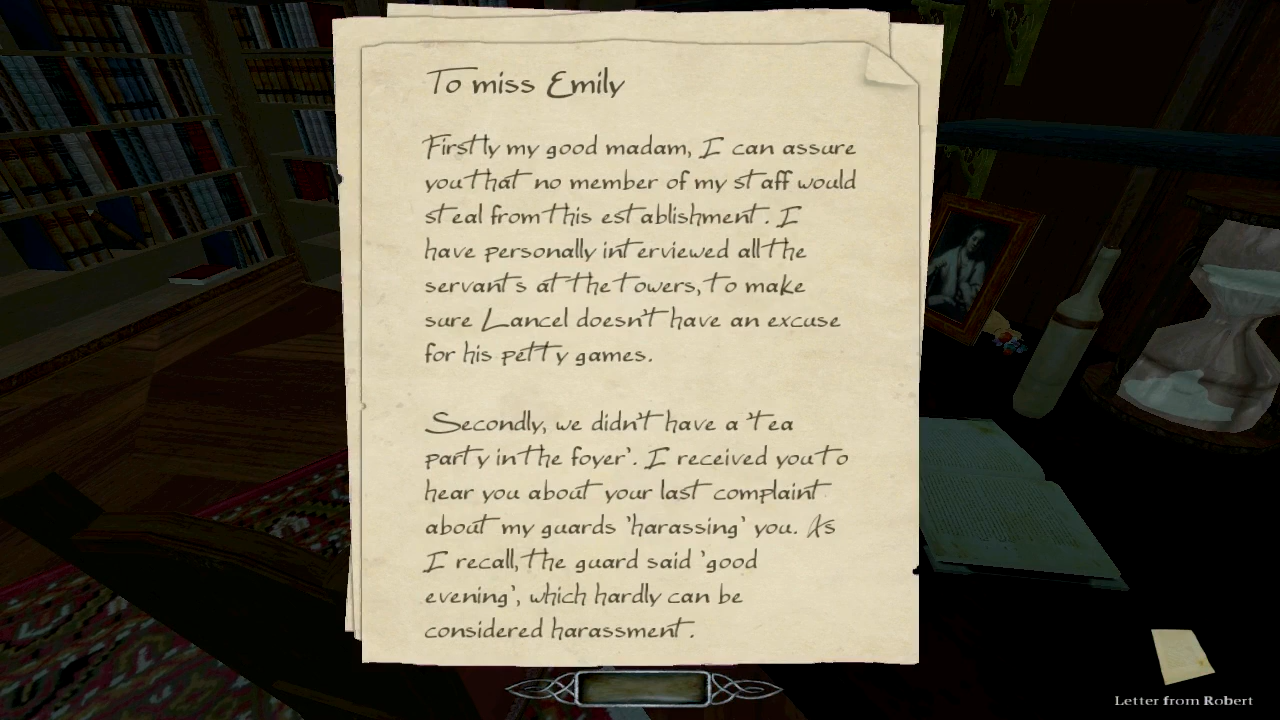 To miss Emily
Firstly my good madam, I can assure
you that no member of my staff would
steal from this establishment. I
have personally interviewed all the
servants at the towers, to make
sure Lancel doesn't have an excuse
for his petty games.
Secondly, we didn't have a 'tea
party in the foyer'. I received you to
hear you about your last complaint
about my guards 'harassing' you. As
I recall, the guard said 'good
evening', which hardly can be
considered harassment.
Letter from Robert